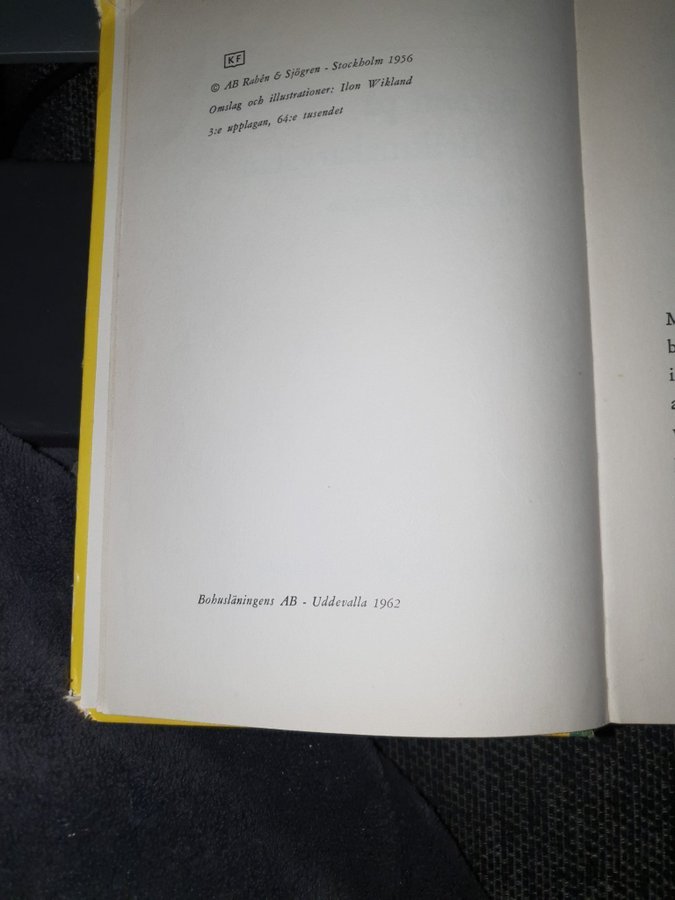 KF
© AB Rabén & Sjögren - Stockholm 1956
Omslag och illustrationer: Ilon Wikland
3:e upplagan, 64:e tusendet
Bohusläningens AB - Uddevalla 1962